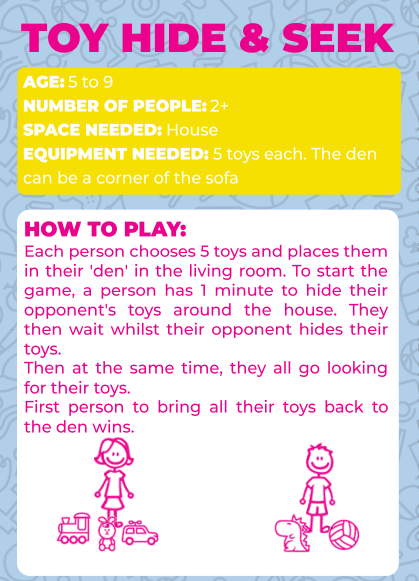 TOY HIDE & SEEK
AGE: 5 to 9
NUMBER OF PEOPLE: 2+
SPACE NEEDED: House
EQUIPMENT NEEDED: 5 toys each. The den
can be a corner of the sofa
HOW TO PLAY:
Each person chooses 5 toys and places them
in their 'den' in the living room. To start the
game, a person has 1 minute to hide their
opponent's toys around the house. They
then wait whilst their opponent hides their
toys.
Then at the same time, they all go looking
for their toys.
First person to bring all their toys back to
the den wins.